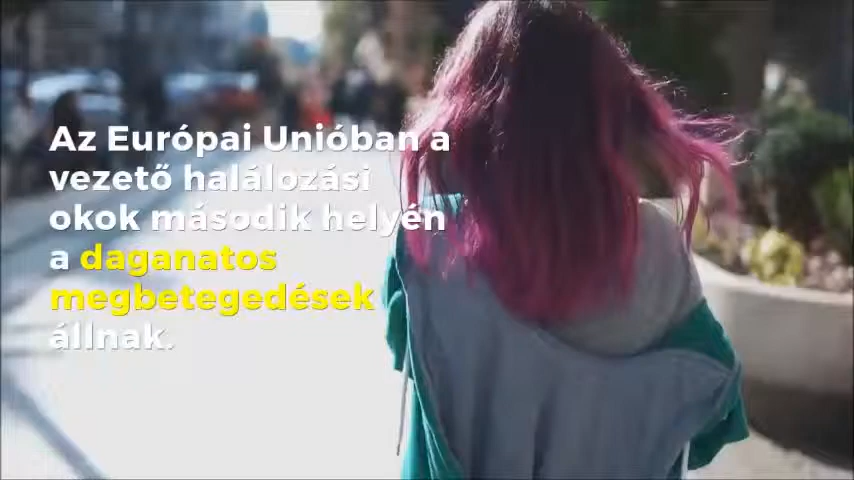 Az Európai Unióban a
vezető halálozási
okok második helyén
a daganatos
megbetegedések
állnak.